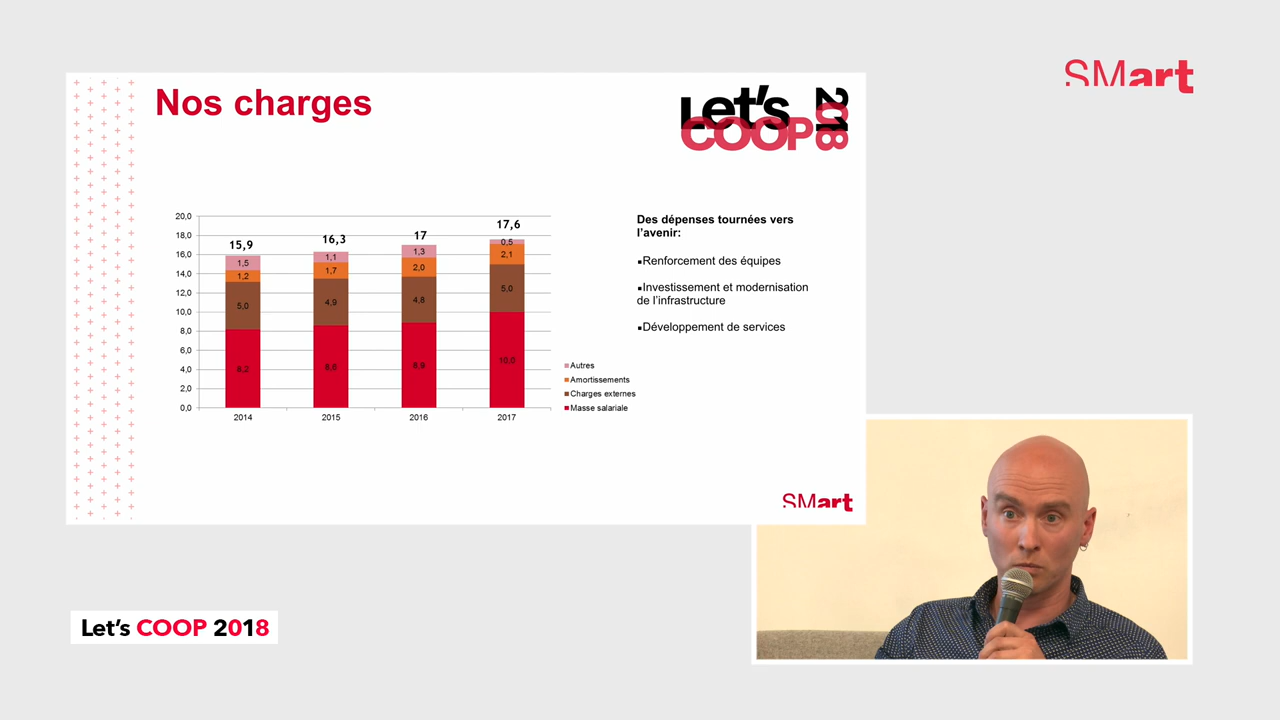 SMart
Nos charges
Let's
COOP
2018
20,0
18,0
16,0
14,0
12,0
10,0
8,0
6,0
4,0
2,0
0,0
15,9
16,3
17
17,6
1,5
1,1
1,3
0,5
1,2
1,7
2,0
2,1
5,0
4,9
4,8
5,0
8,2
8,6
8,9
10,0
2014
2015
2016
2017
Autres
Amortissements
Charges externes
Masse salariale
Des dépenses tournées vers
l'avenir:
▪Renforcement des équipes
▪Investissement et modernisation
de l'infrastructure
▪Développement de services
SMart
Let's COOP 2018